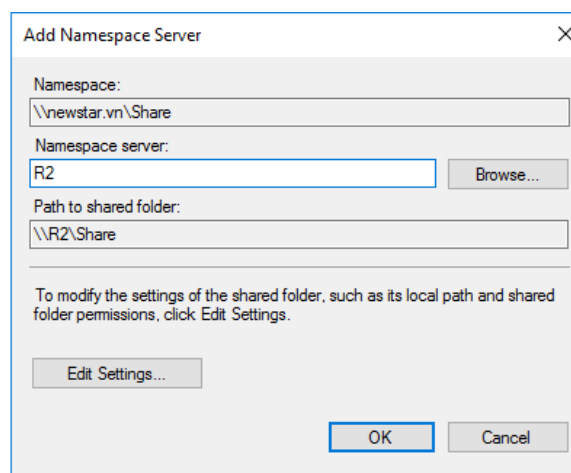 Add Namespace Server
Namespace:
\\newstar.vn\Share
Namespace server:
R2
Browse...
Path to shared folder:
\\R2\Share
To modify the settings of the shared folder, such as its local path and shared
folder permissions, click Edit Settings.
Edit Settings...
OK
Cancel